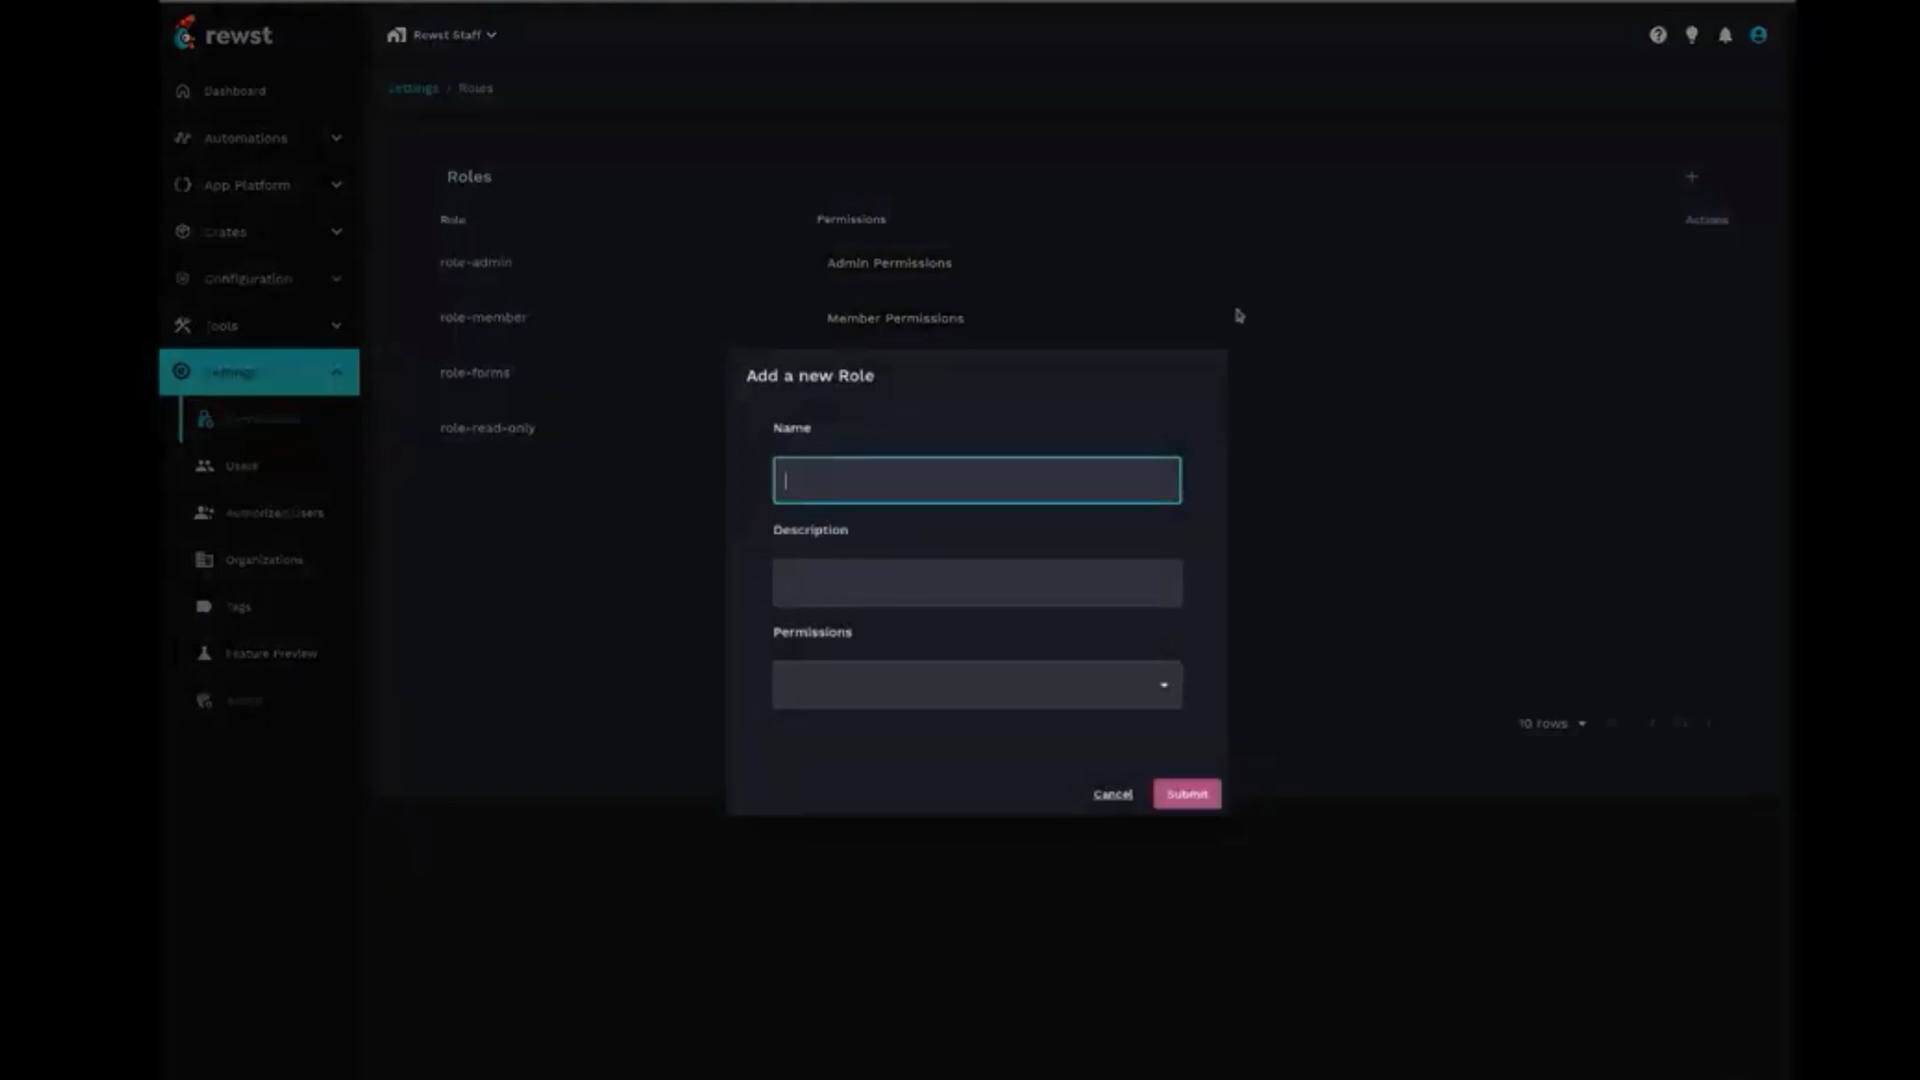 rewst
Rewst Staff
Dashboard
Settings / Roles
Automations
App Platform
Crates
Configuration
Tools
Settings
Users
Authorized Users
Organizations
Tags
Feature Preview
Roles
+
Role
Permissions
Actions
role-admin
Admin Permissions
role-member
Member Permissions
role-forms
role-read-only
Add a new Role
Name
Description
Permissions
Cancel
Submit
10 rows